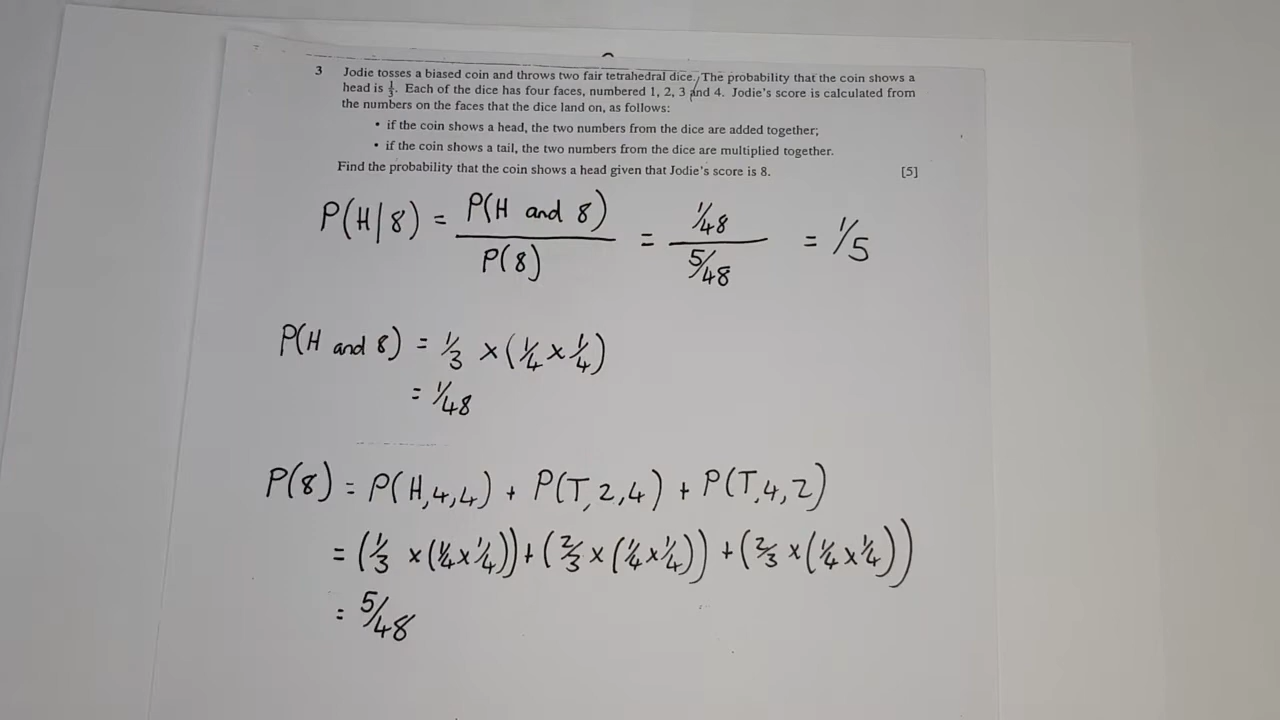 3 Jodie tosses a biased coin and throws two fair tetrahedral dice. The probability that the coin shows a
head is 1/3. Each of the dice has four faces, numbered 1, 2, 3 and 4. Jodie's score is calculated from
the numbers on the faces that the dice land on, as follows:
• if the coin shows a head, the two numbers from the dice are added together;
• if the coin shows a tail, the two numbers from the dice are multiplied together.
Find the probability that the coin shows a head given that Jodie's score is 8. [5]
P(H|8) = P(H and 8) / P(8) = 1/48 / 5/48 = 1/5
P(H and 8) = 1/3 × (1/4 × 1/4)
= 1/48
P(8) = P(H,4,4) + P(T,2,4) + P(T,4,2)
= (1/3 × (1/4 × 1/4)) + (2/3 × (1/4 × 1/4)) + (2/3 × (1/4 × 1/4))
= 5/48